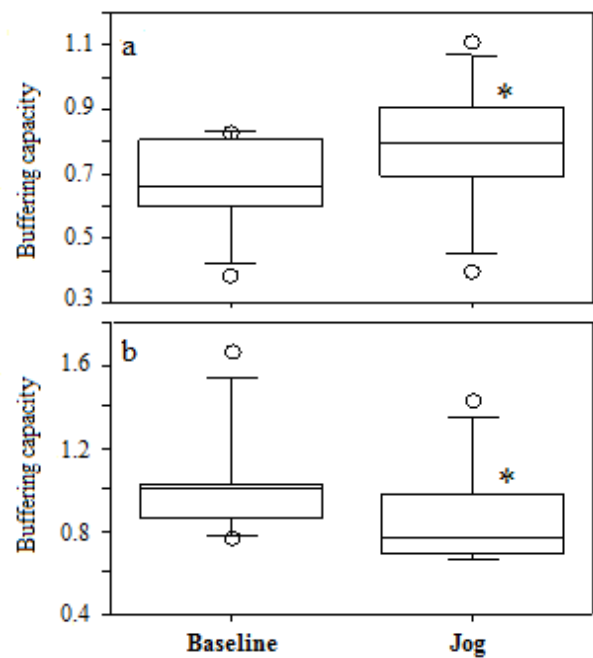 a
Buffering capacity
1.1
0.9
0.7
0.5
0.3
*
b
Buffering capacity
1.6
1.2
0.8
0.4
*
Baseline Jog